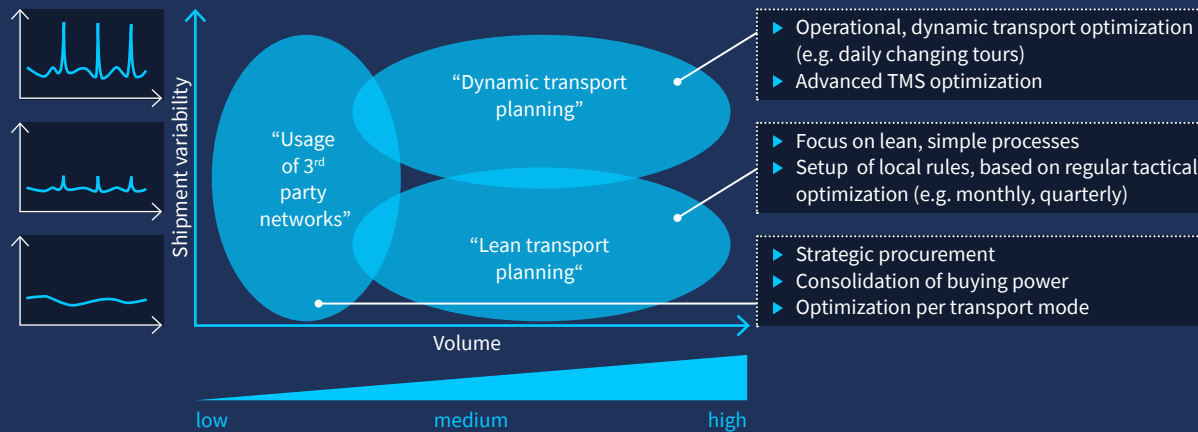 Shipment variability
“Usage
of 3rd
party
networks”
“Dynamic transport
planning”
“Lean transport
planning“
Volume
low
medium
high
Operational, dynamic transport optimization
(e.g. daily changing tours)
Advanced TMS optimization
Focus on lean, simple processes
Setup of local rules, based on regular tactical
optimization (e.g. monthly, quarterly)
Strategic procurement
Consolidation of buying power
Optimization per transport mode